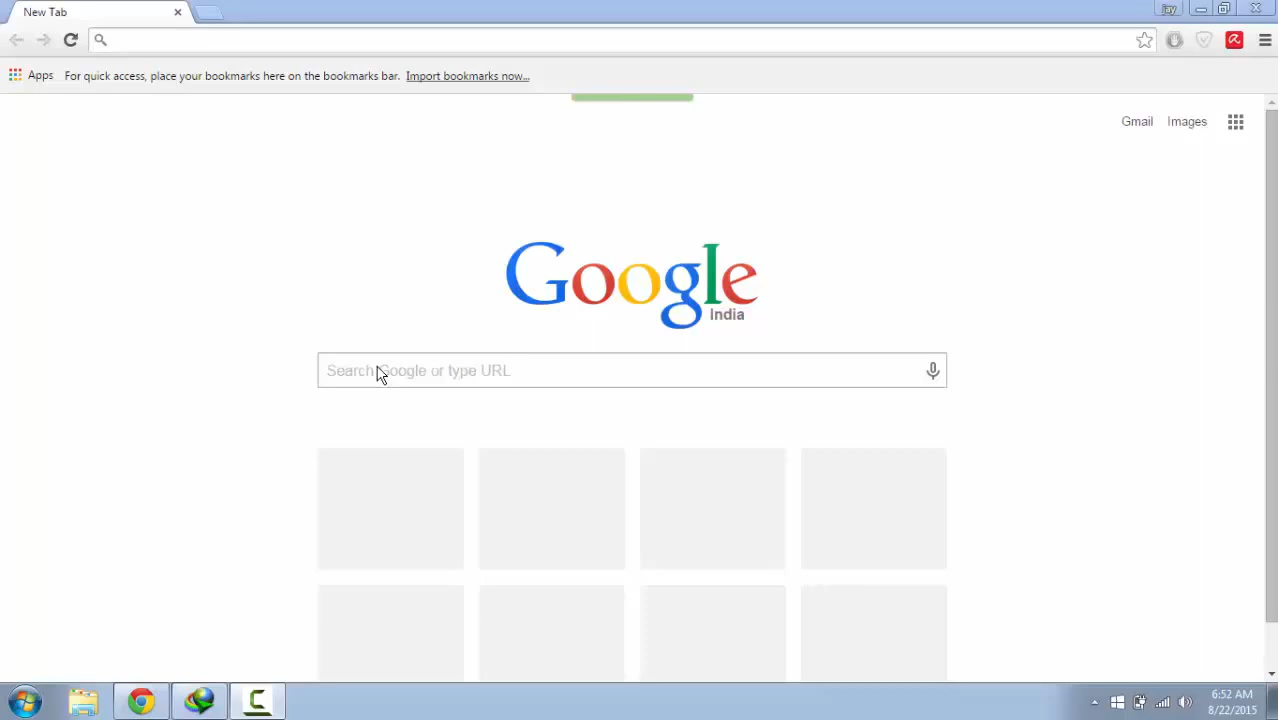 New Tab
jay
Apps For quick access, place your bookmarks here on the bookmarks bar. Import bookmarks now...
Gmail Images
Google
India
Search Google or type URL
6:52 AM
8/22/2015